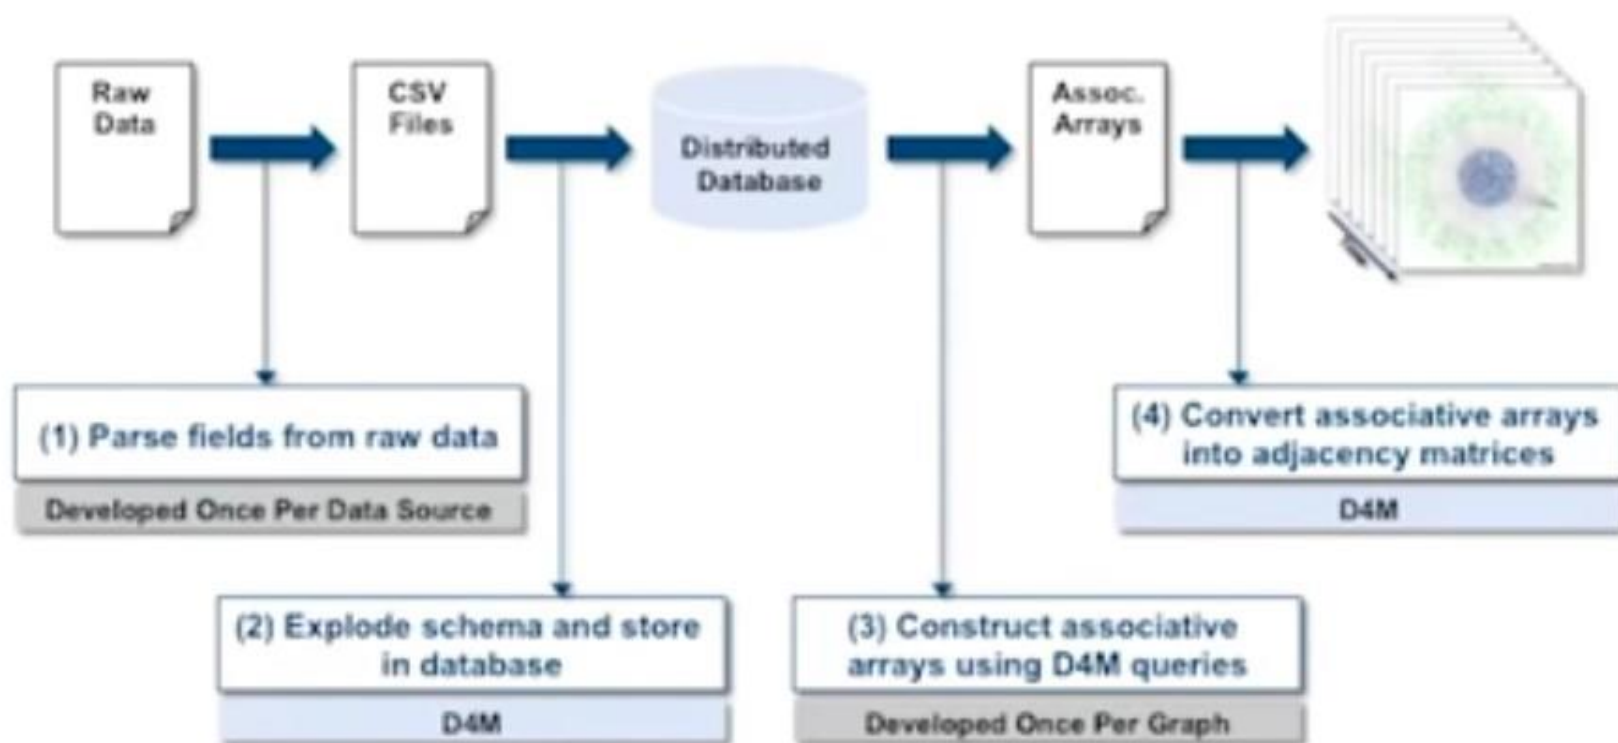 Raw
Data
CSV
Files
Distributed
Database
Assoc.
Arrays
(1) Parse fields from raw data
Developed Once Per Data Source
(2) Explode schema and store
in database
D4M
(3) Construct associative
arrays using D4M queries
Developed Once Per Graph
(4) Convert associative arrays
into adjacency matrices
D4M